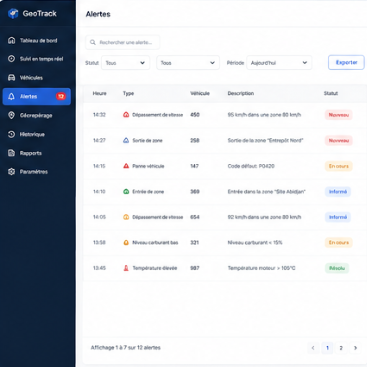 GeoTrack
Tableau de bord
Suivi en temps réel
Véhicules
Alertes 12
Géorepérage
Historique
Rapports
Paramètres
Alertes
Rechercher une alerte...
Statut Tous Tous Période Aujourd'hui Exporter
Heure Type Véhicule Description Statut
14:32 Dépassement de vitesse 450 95 km/h dans une zone 80 km/h Nouveau
14:27 Sortie de zone 258 Sortie de la zone "Entrepôt Nord" Nouveau
14:15 Panne véhicule 147 Code défaut: P0420 En cours
14:10 Entrée de zone 369 Entrée dans la zone "Site Abidjan" Informé
14:05 Dépassement de vitesse 654 92 km/h dans une zone 80 km/h Informé
13:58 Niveau carburant bas 321 Niveau carburant < 15% En cours
13:45 Température élevée 987 Température moteur > 100°C Résolu
Affichage 1 à 7 sur 12 alertes
1 2